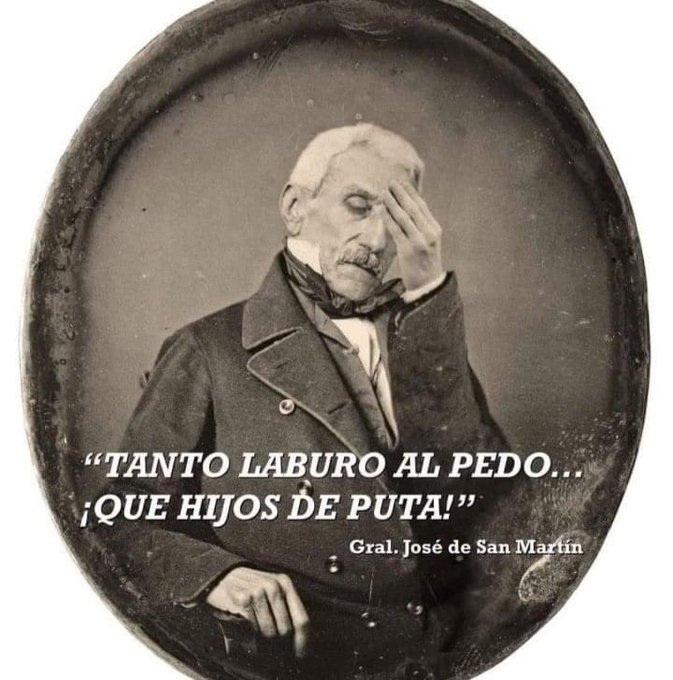 “TANTO LABURO AL PEDO...
¡QUE HIJOS DE PUTA!”
Gral. José de San Martín